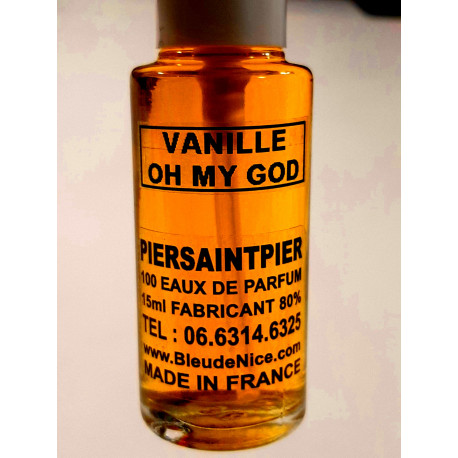 VANILLE
OH MY GOD
PIERSAINTPIER
100 EAUX DE PARFUM
15ml FABRICANT 80%
TEL : 06.6314.6325
www.BleudeNice.com
MADE IN FRANCE